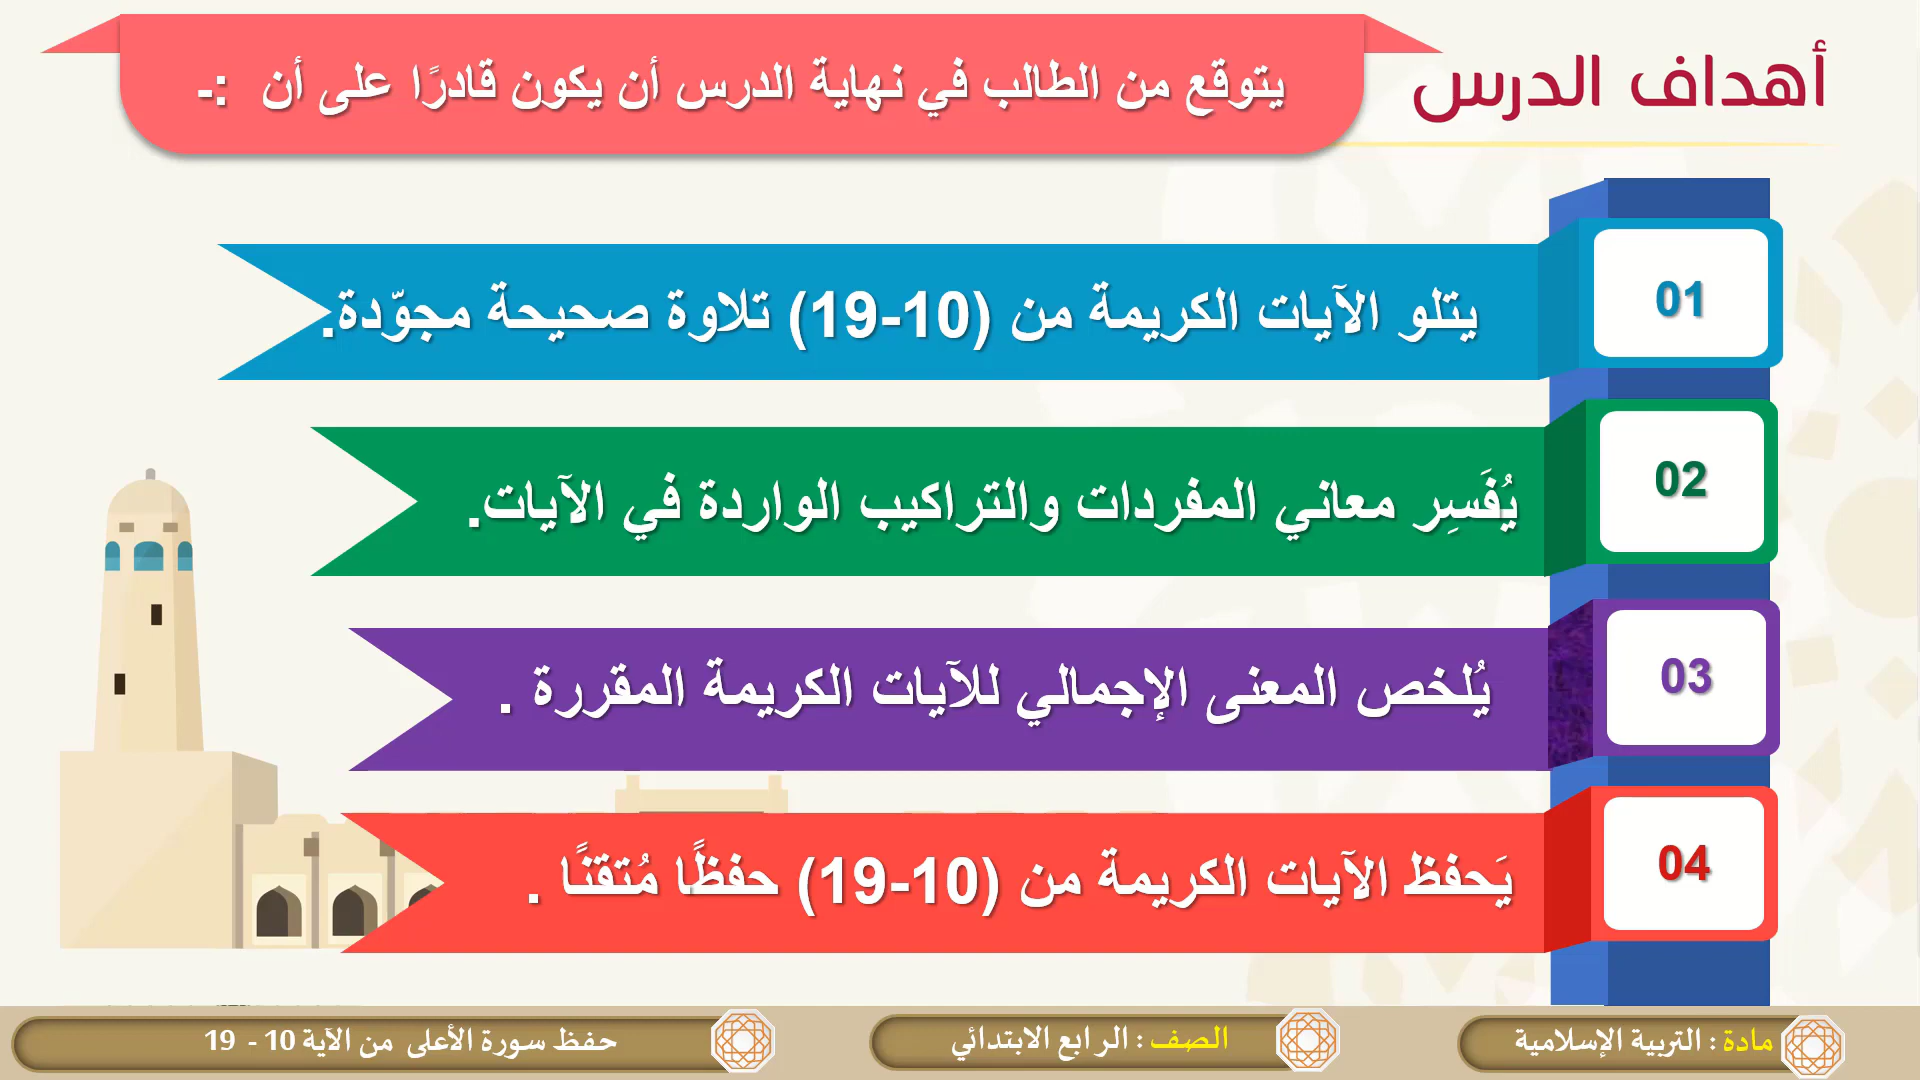 أهداف الدرس
يتوقع من الطالب في نهاية الدرس أن يكون قادرًا على أن :-
01
يتلو الآيات الكريمة من (10-19) تلاوة صحيحة مجوّدة.
02
يُفَسِر معاني المفردات والتراكيب الواردة في الآيات.
03
يُلخص المعنى الإجمالي للآيات الكريمة المقررة .
04
يَحفظ الآيات الكريمة من (10-19) حفظًا مُتقنًا .
مادة : التربية الإسلامية
الصف : الرابع الابتدائي
حفظ سورة الأعلى من الآية 10 - 19